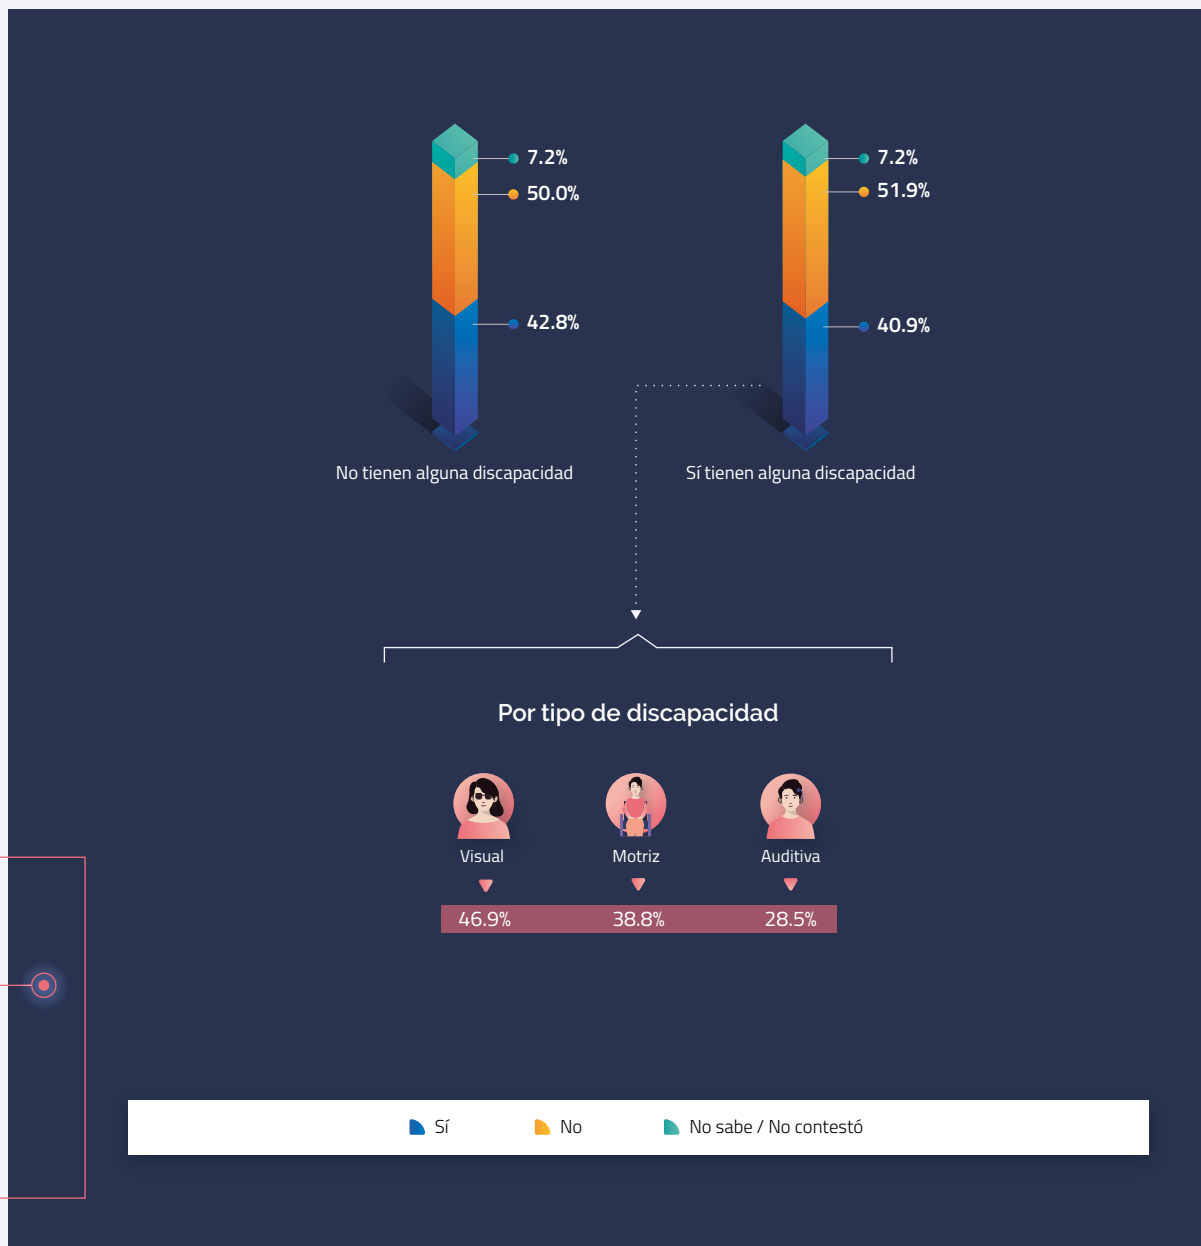 7.2%
50.0%
42.8%
No tienen alguna discapacidad
7.2%
51.9%
40.9%
Sí tienen alguna discapacidad
Por tipo de discapacidad
Visual
Motriz
Auditiva
46.9%
38.8%
28.5%
Sí
No
No sabe / No contestó